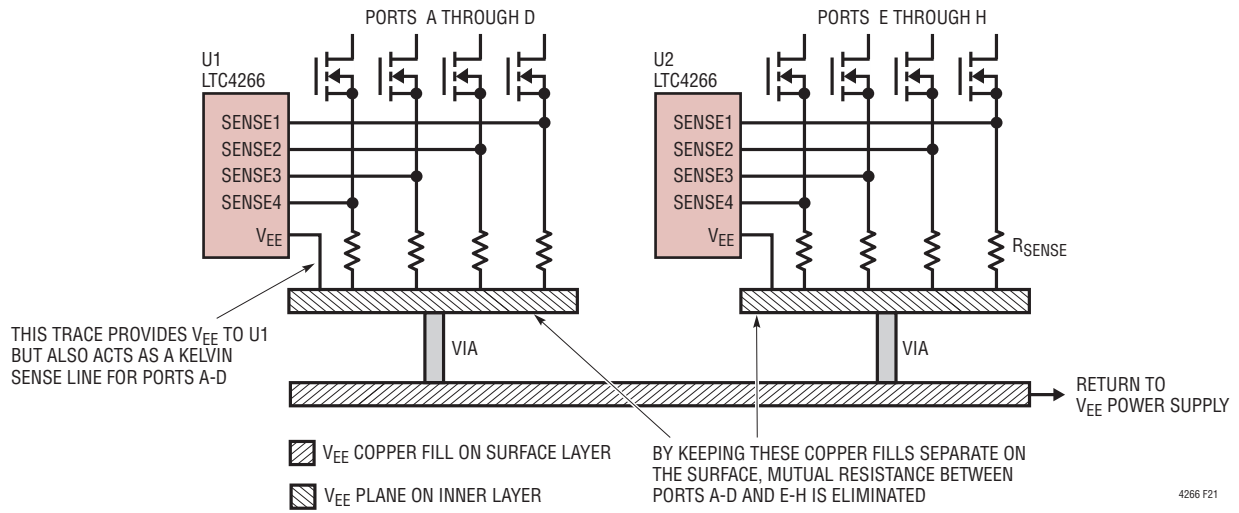 PORTS A THROUGH D
U1
LTC4266
SENSE1
SENSE2
SENSE3
SENSE4
VEE
THIS TRACE PROVIDES VEE TO U1
BUT ALSO ACTS AS A KELVIN
SENSE LINE FOR PORTS A-D
VIA
PORTS E THROUGH H
U2
LTC4266
SENSE1
SENSE2
SENSE3
SENSE4
VEE
RSENSE
VIA
RETURN TO
VEE POWER SUPPLY
VEE COPPER FILL ON SURFACE LAYER
VEE PLANE ON INNER LAYER
BY KEEPING THESE COPPER FILLS SEPARATE ON
THE SURFACE, MUTUAL RESISTANCE BETWEEN
PORTS A-D AND E-H IS ELIMINATED
4266 F21